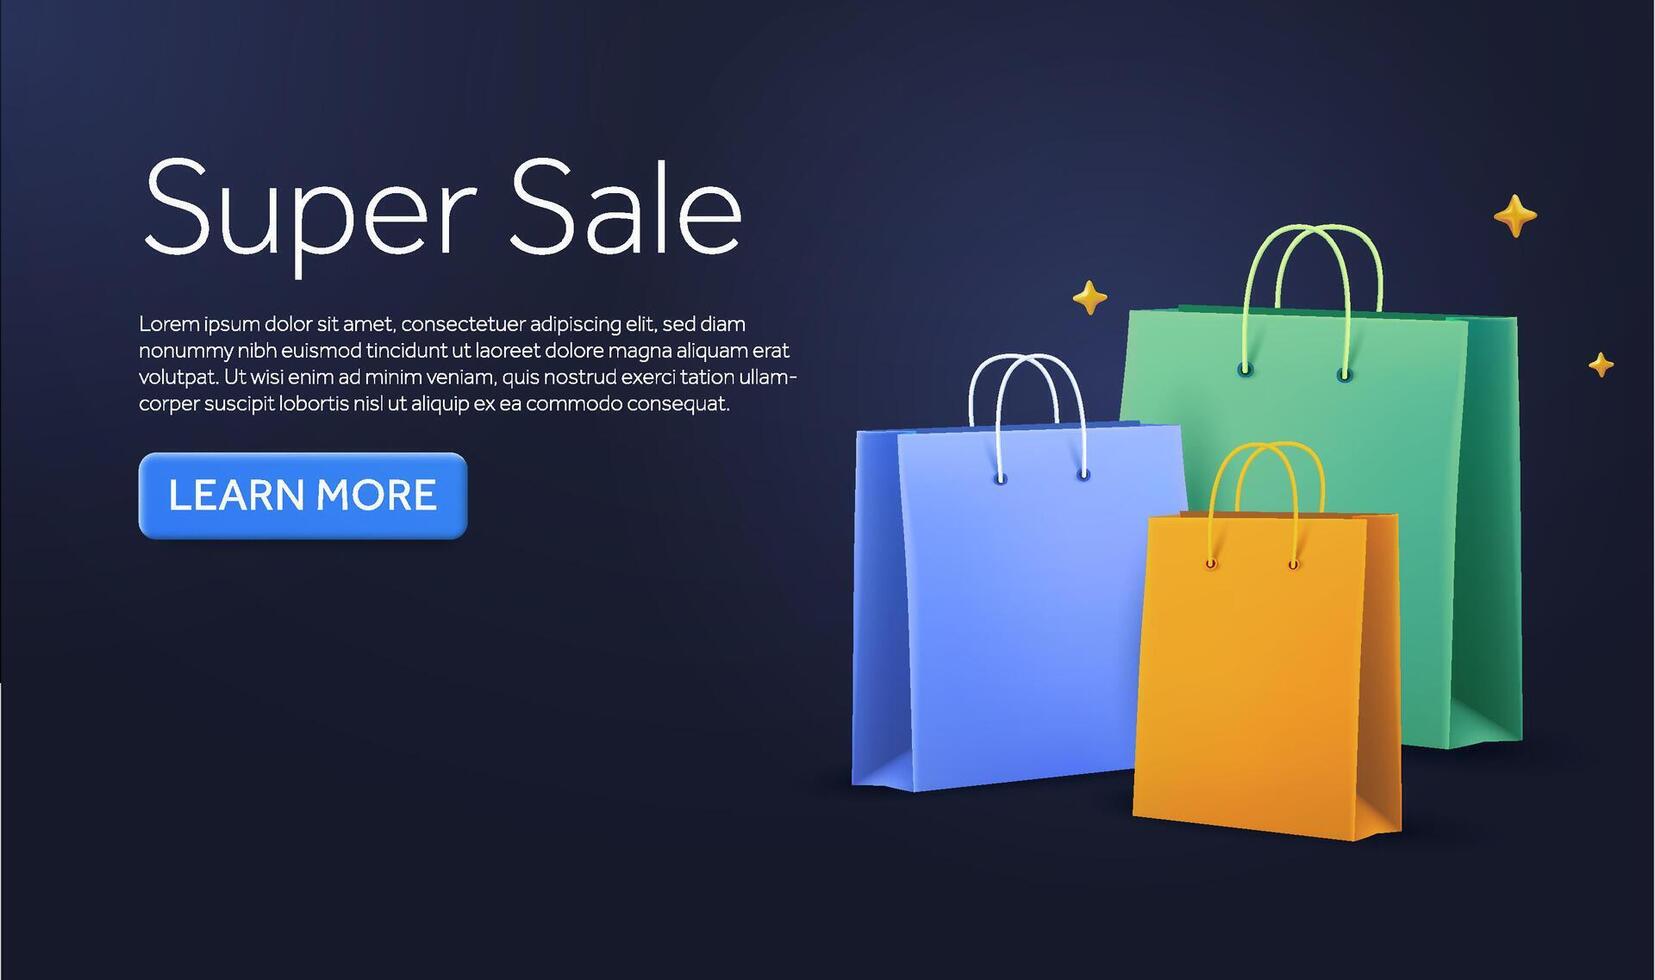 Super Sale
Lorem ipsum dolor sit amet, consectetuer adipiscing elit, sed diam
nonummy nibh euismod tincidunt ut laoreet dolore magna aliquam erat
volutpat. Ut wisi enim ad minim veniam, quis nostrud exerci tation ullam-
corper suscipit lobortis nisl ut aliquip ex ea commodo consequat.
LEARN MORE